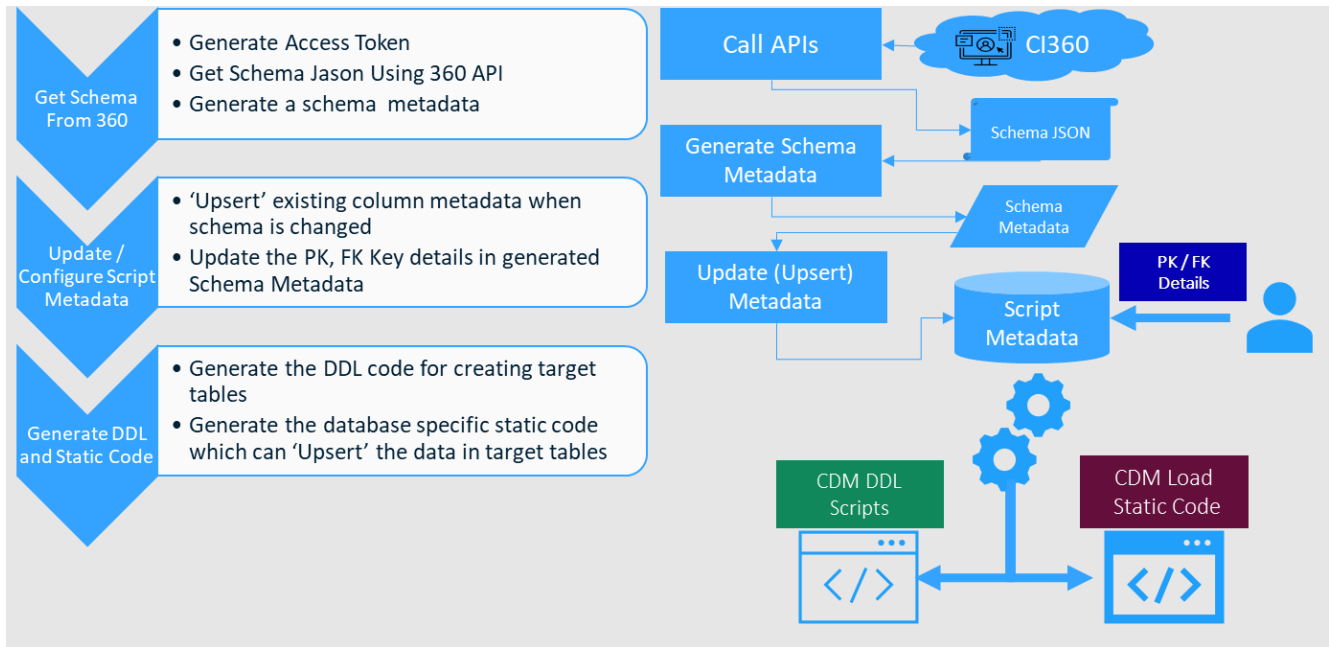 Get Schema
From 360
• Generate Access Token
• Get Schema Jason Using 360 API
• Generate a schema metadata
Update /
Configure Script
Metadata
• ‘Upsert’ existing column metadata when
schema is changed
• Update the PK, FK Key details in generated
Schema Metadata
Generate DDL
and Static Code
• Generate the DDL code for creating target
tables
• Generate the database specific static code
which can ‘Upsert’ the data in target tables
Call APIs
CI360
Schema JSON
Generate Schema
Metadata
Schema
Metadata
Update (Upsert)
Metadata
Script
Metadata
PK / FK
Details
CDM DDL
Scripts
CDM Load
Static Code